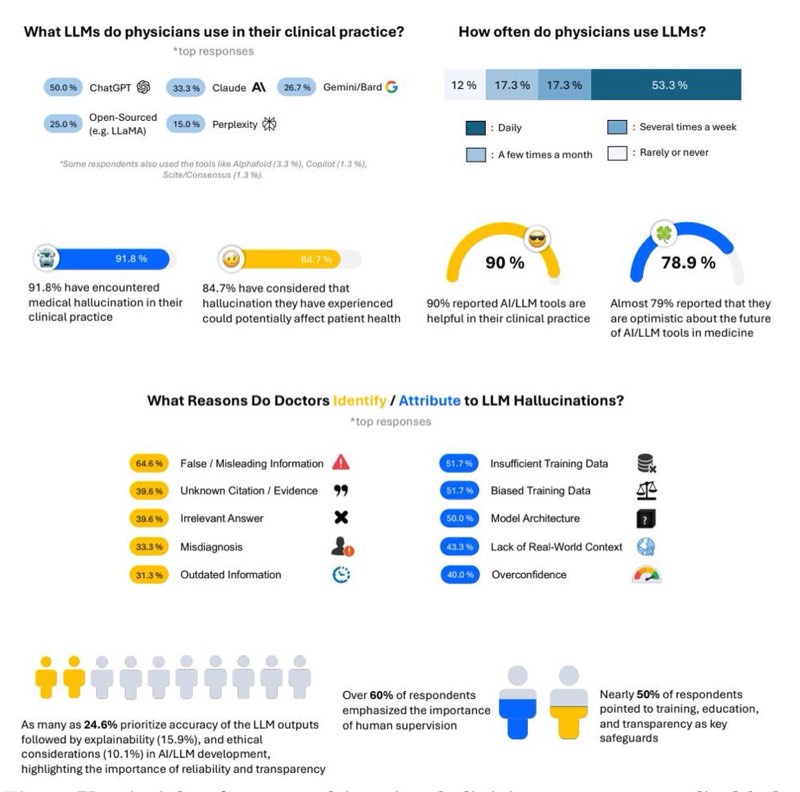 What LLMs do physicians use in their clinical practice?
*top responses
50.0 % ChatGPT 33.3 % Claude 26.7 % Gemini/Bard
25.0 % Open-Sourced
(e.g. LLaMA)
15.0 % Perplexity
*Some respondents also used the tools like Alphafold (3.3 %), Copilot (1.3 %),
Scite/Consensus (1.3 %).
How often do physicians use LLMs?
12 % 17.3 % 17.3 % 53.3 %
: Daily : Several times a week
: A few times a month : Rarely or never
91.8 %
91.8% have encountered
medical hallucination in their
clinical practice
84.7 %
84.7% have considered that
hallucination they have experienced
could potentially affect patient health
90 %
90% reported AI/LLM tools are
helpful in their clinical practice
78.9 %
Almost 79% reported that they
are optimistic about the future
of AI/LLM tools in medicine
What Reasons Do Doctors Identify / Attribute to LLM Hallucinations?
*top responses
64.6 % False / Misleading Information
39.6 % Unknown Citation / Evidence
39.6 % Irrelevant Answer
33.3 % Misdiagnosis
31.3 % Outdated Information
51.7 % Insufficient Training Data
51.7 % Biased Training Data
50.0 % Model Architecture
43.3 % Lack of Real-World Context
40.0 % Overconfidence
As many as 24.6% prioritize accuracy of the LLM outputs
followed by explainability (15.9%), and ethical
considerations (10.1%) in AI/LLM development,
highlighting the importance of reliability and transparency
Over 60% of respondents
emphasized the importance
of human supervision
Nearly 50% of respondents
pointed to training, education,
and transparency as key
safeguards